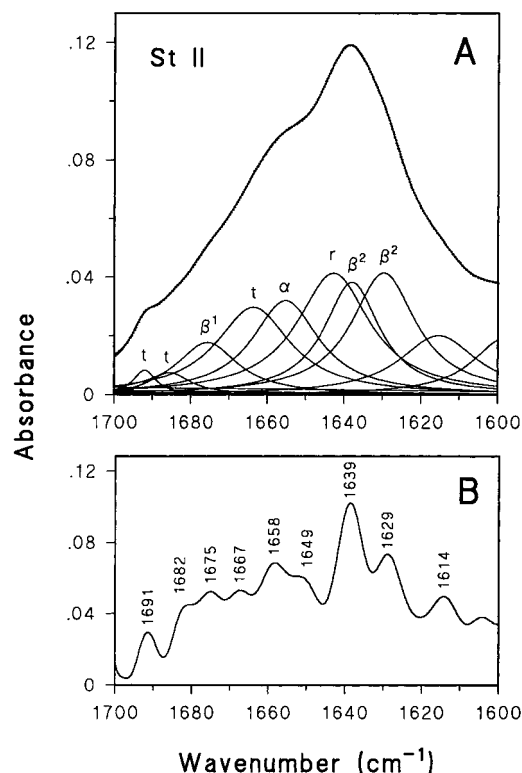 .12
St II
A
.08
.04
0
t
t
β¹
t
α
r
β²
β²
1700 1680 1660 1640 1620 1600
Absorbance
.12
B
.08
.04
0
1691
1682
1675
1667
1658
1649
1639
1629
1614
1700 1680 1660 1640 1620 1600
Wavenumber (cm⁻¹)